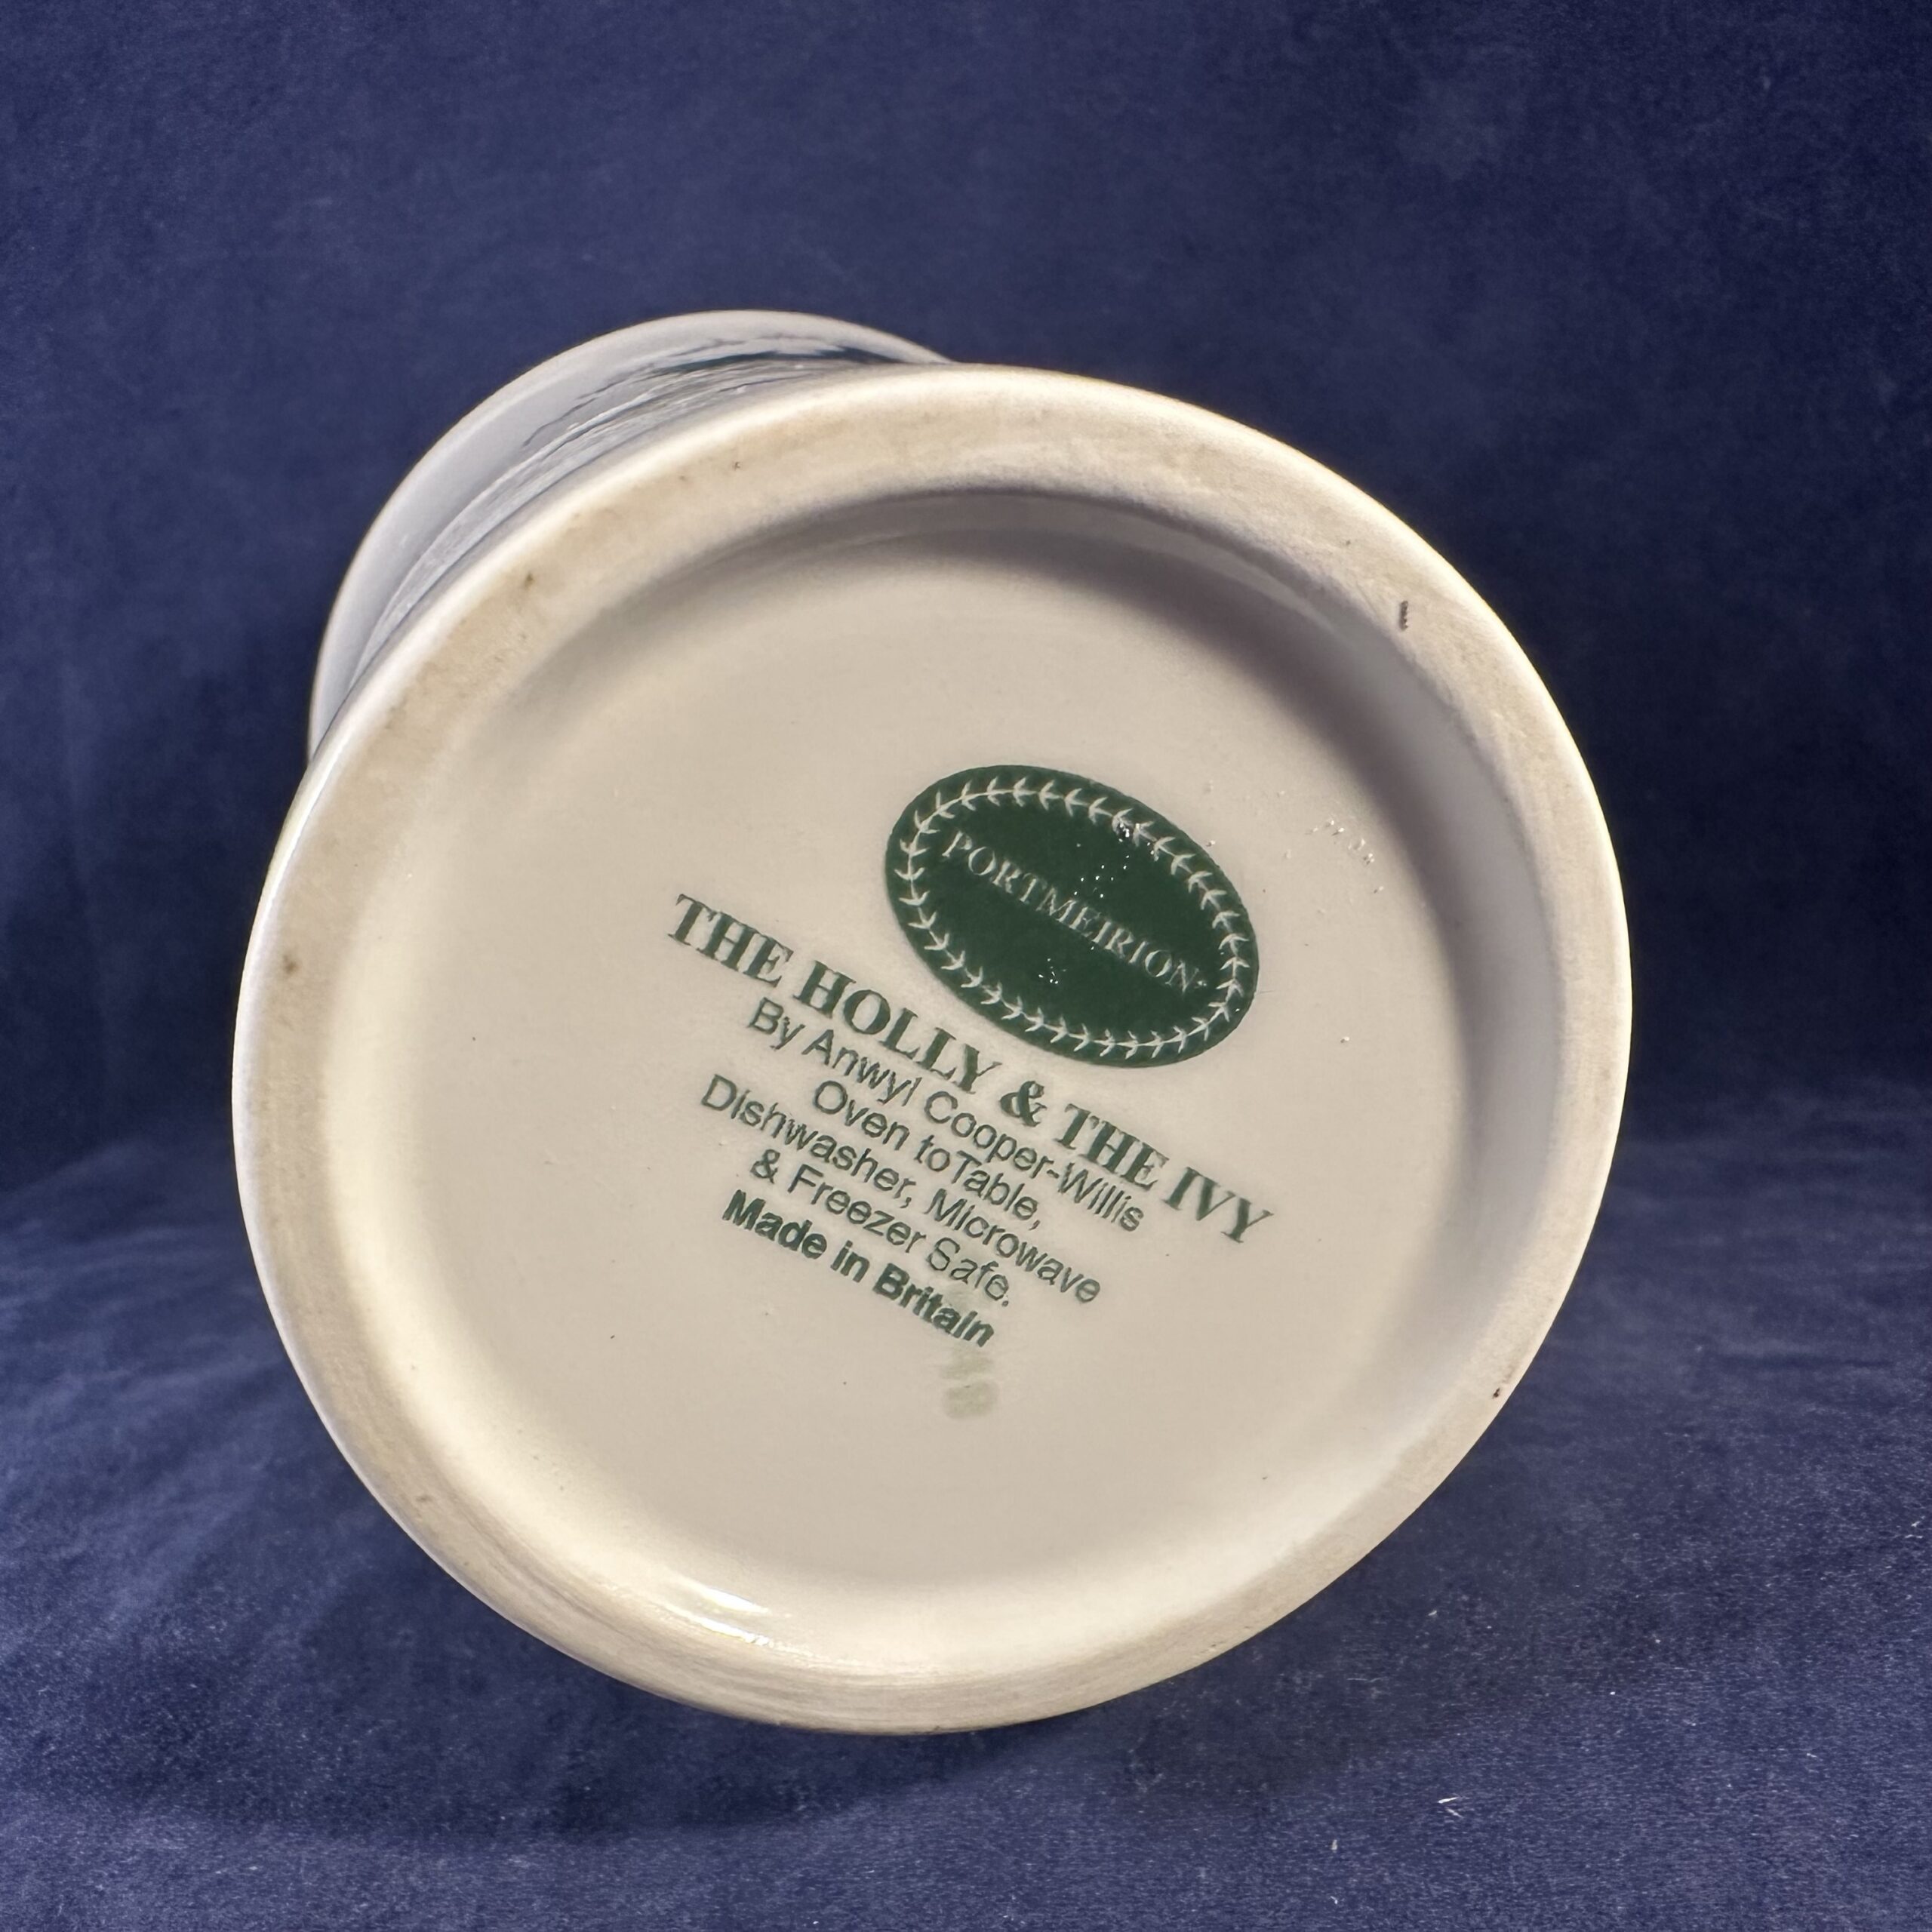 PORTMEIRION
THE HOLLY & THE IVY
By Anwyl Cooper-Willis
Oven to Table,
Dishwasher, Microwave
& Freezer Safe.
Made in Britain